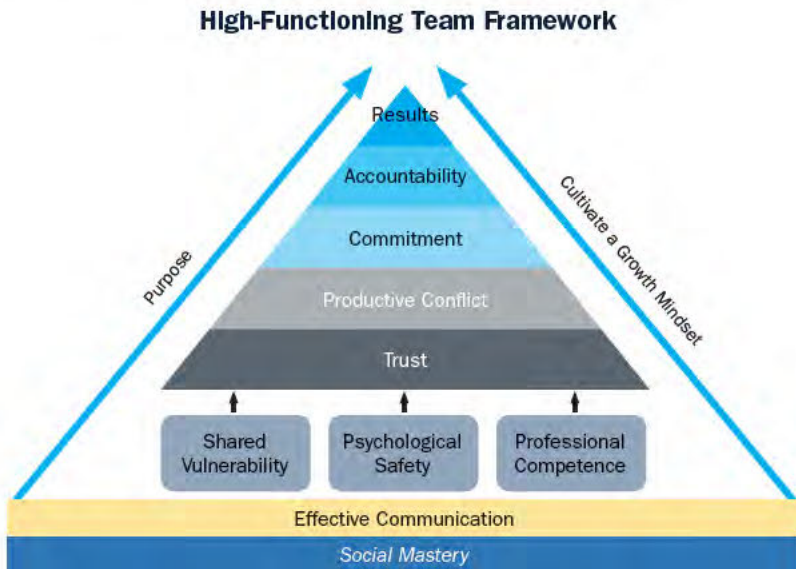 High-Functioning Team Framework
Results
Accountability
Commitment
Productive Conflict
Trust
Purpose
Cultivate a Growth Mindset
Shared
Vulnerability
Psychological
Safety
Professional
Competence
Effective Communication
Social Mastery